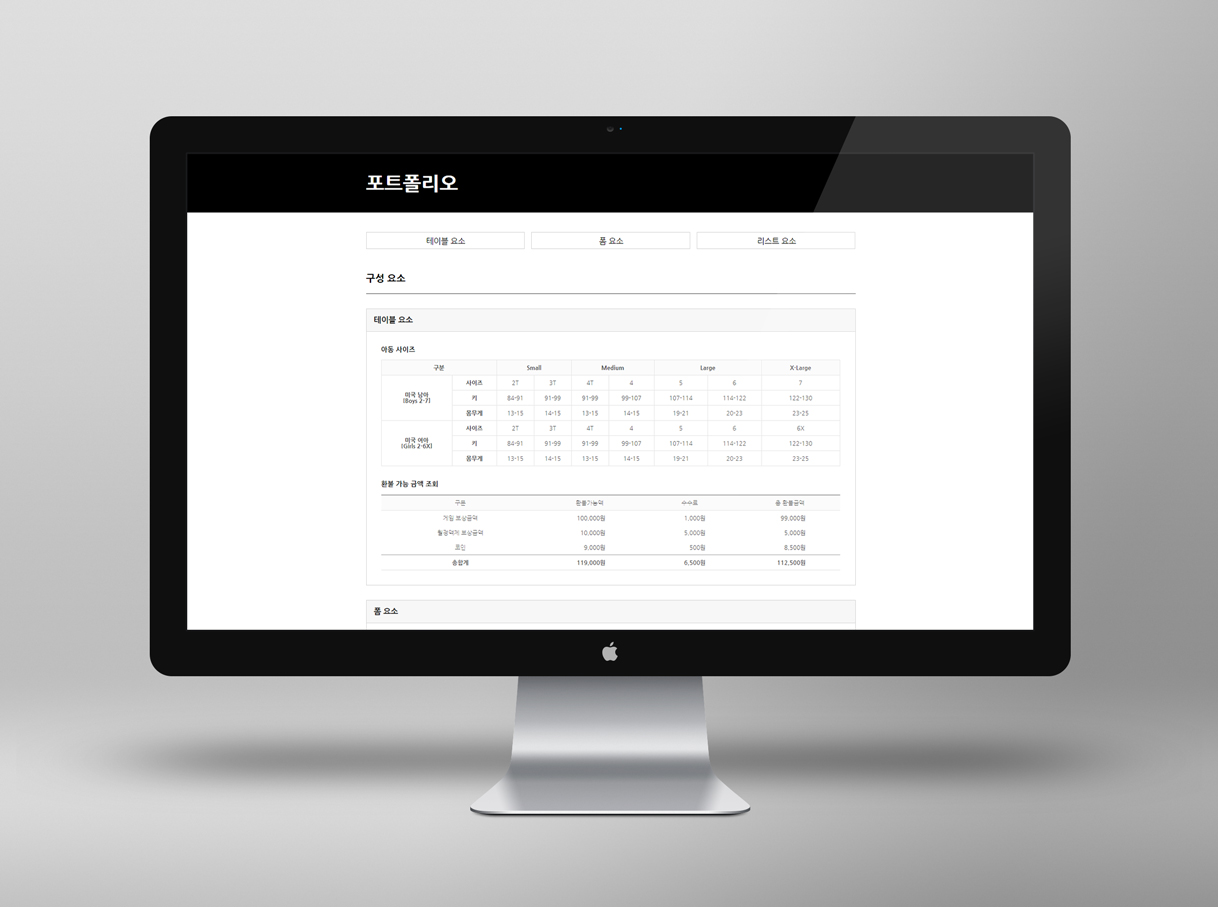 포트폴리오
테이블 요소 폼 요소 리스트 요소
구성 요소
테이블 요소
아동 사이즈
구분 Small Medium Large X-Large
미국 남아
(Boys 2-7)
사이즈 2T 3T 4T 4 5 6 7
키 84-91 91-99 91-99 99-107 107-114 114-122 122-130
몸무게 13-15 14-15 13-15 14-15 19-21 20-23 23-25
미국 여아
(Girls 2-6X)
사이즈 2T 3T 4T 4 5 6 6X
키 84-91 91-99 91-99 99-107 107-114 114-122 122-130
몸무게 13-15 14-15 13-15 14-15 19-21 20-23 23-25
환불 가능 금액 조회
구분 환불가능액 수수료 총 환불금액
게임 보상금액 100,000원 1,000원 99,000원
보상금액 10,000원 5,000원 5,000원
코인 9,000원 500원 8,500원
총합계 119,000원 6,500원 112,500원
폼 요소